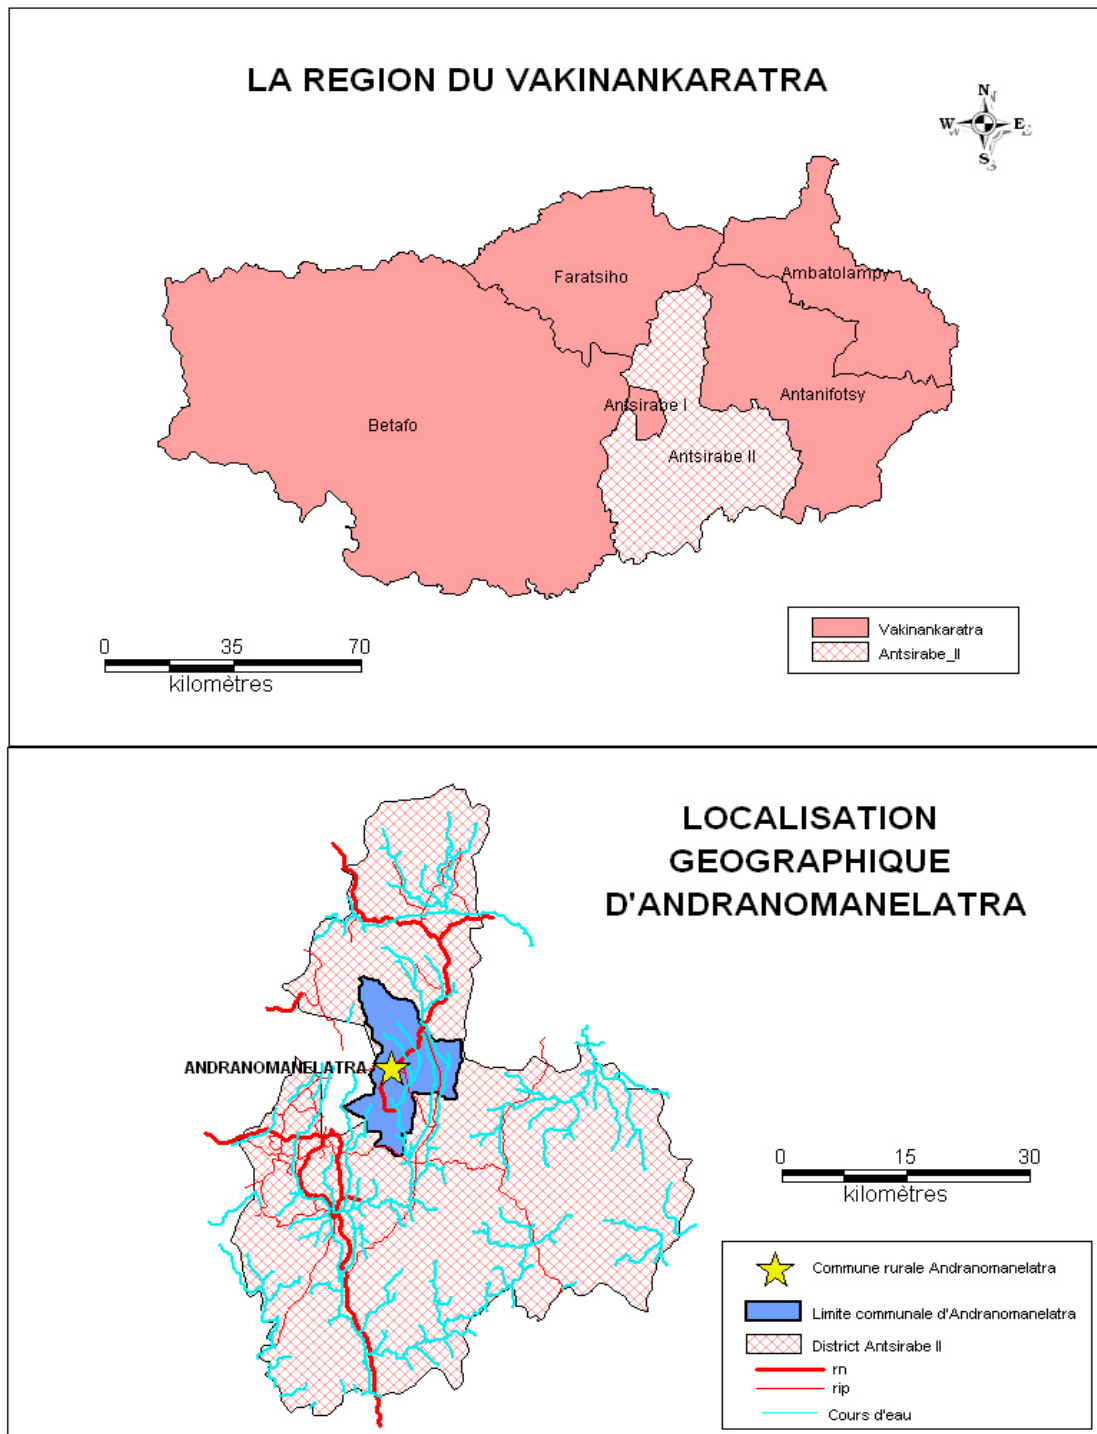 LA REGION DU VAKINANKARATRA
N
W E
S
Faratsiho
Ambatolampy
Antsirabe I
Antanifotsy
Betafo
Antsirabe II
0 35 70
kilomètres
Vakinankaratra
Antsirabe_II
LOCALISATION
GEOGRAPHIQUE
D'ANDRANOMANELATRA
ANDRANOMANELATRA
0 15 30
kilomètres
Commune rurale Andranomanelatra
Limite communale d'Andranomanelatra
District Antsirabe II
rn
rip
Cours d'eau